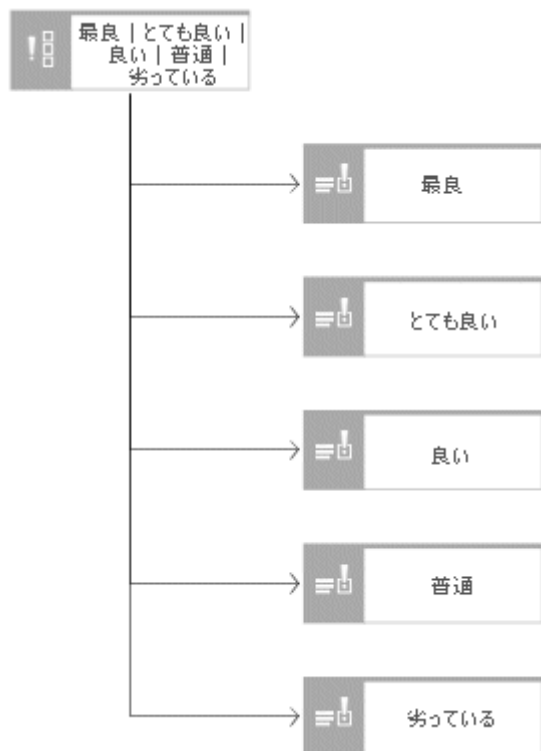 最良 | とても良い |
良い | 普通 |
劣っている
最良
とても良い
良い
普通
劣っている